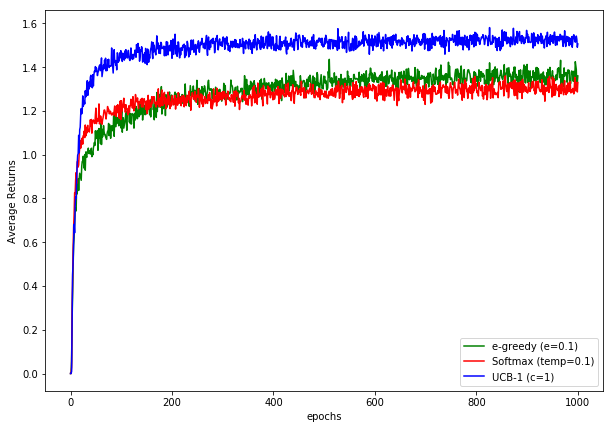 1.6
1.4
1.2
1.0
0.8
0.6
0.4
0.2
0.0
Average Returns
0 200 400 600 800 1000
epochs
e-greedy (e=0.1)
Softmax (temp=0.1)
UCB-1 (c=1)